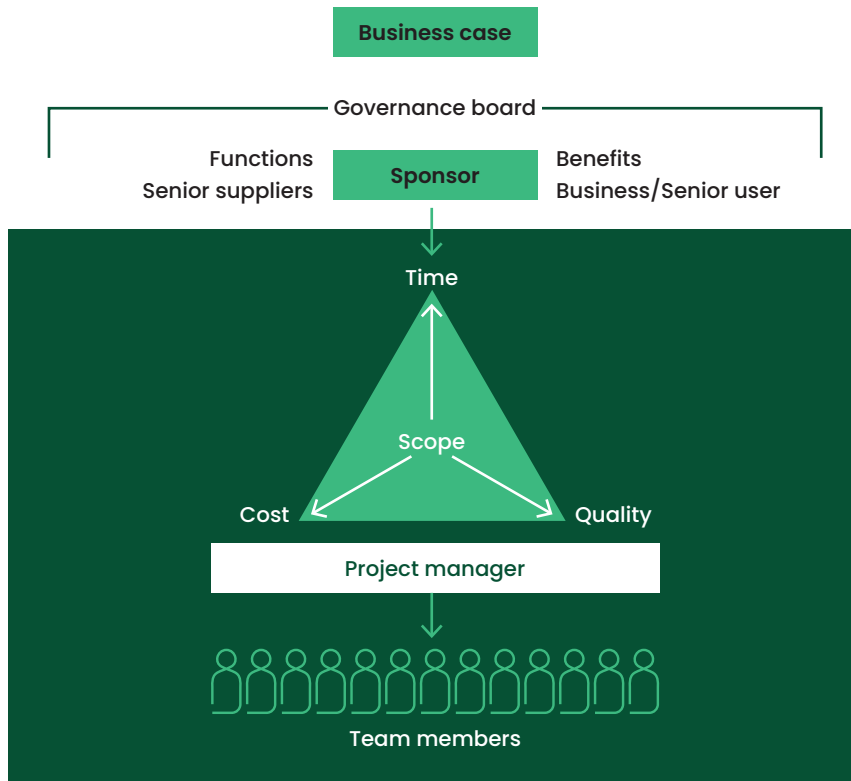 Business case
Governance board
Functions
Senior suppliers
Sponsor
Benefits
Business/Senior user
Time
Scope
Cost
Quality
Project manager
Team members